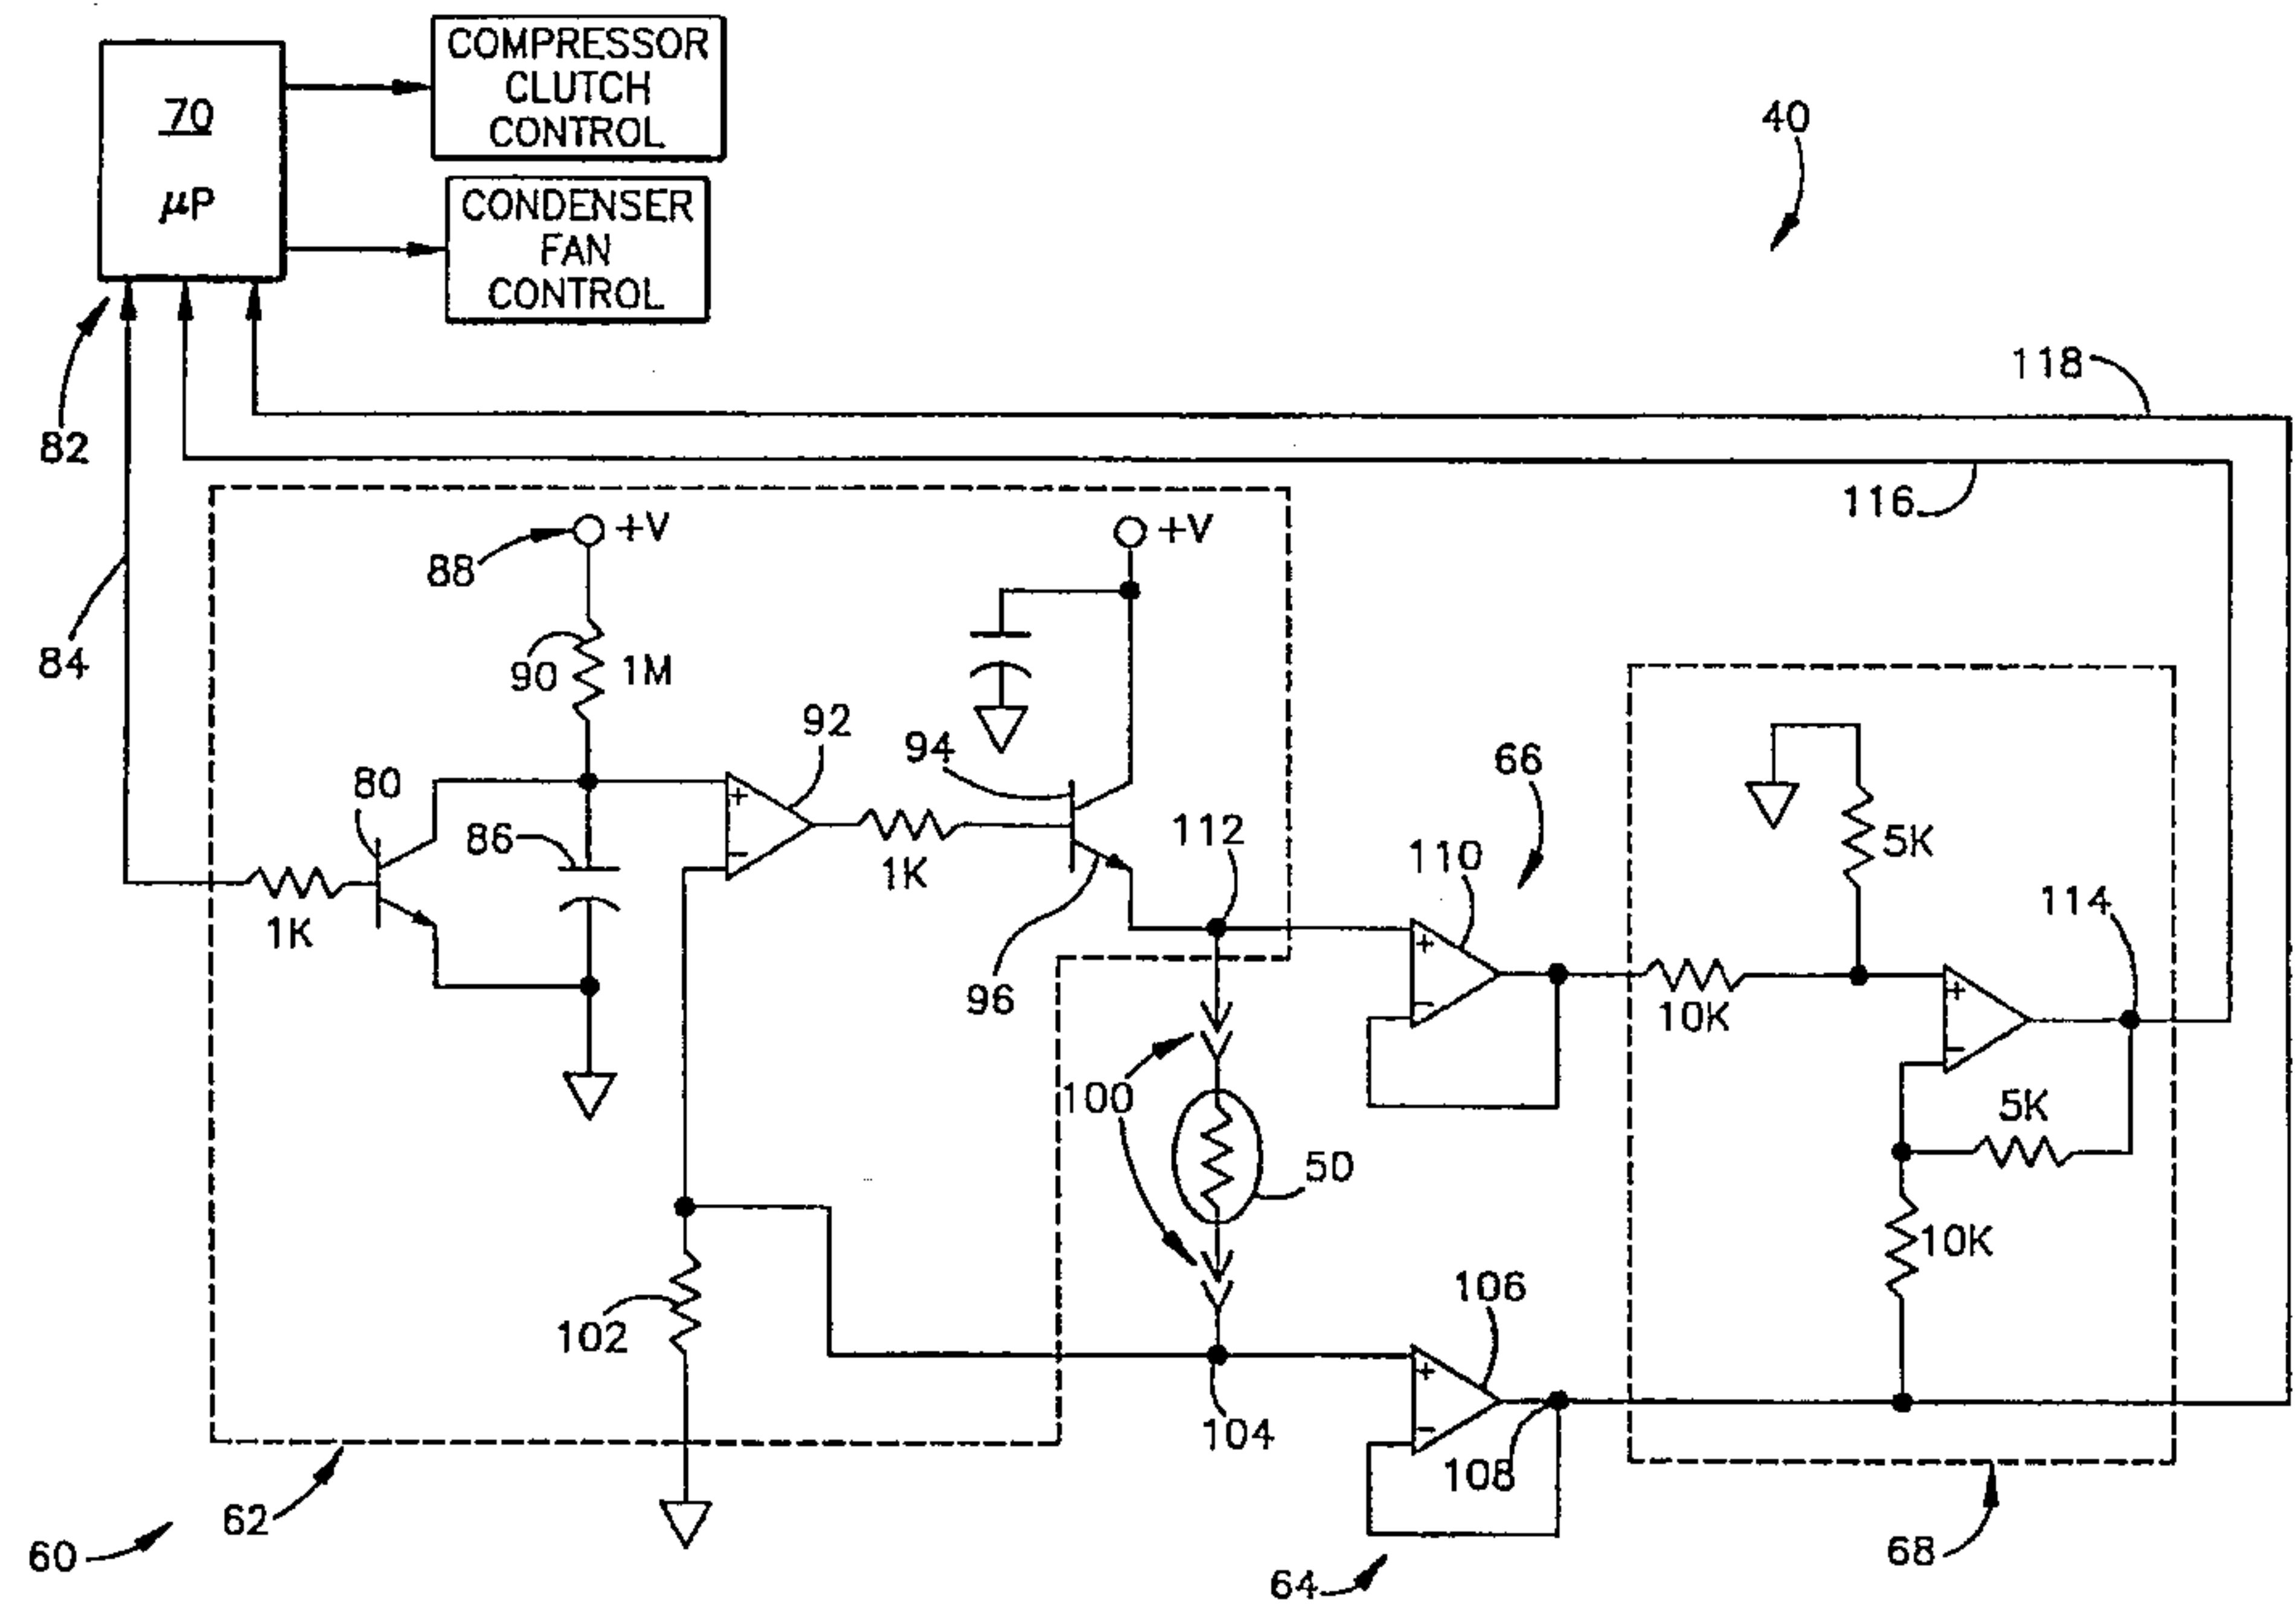 COMPRESSOR
CLUTCH
CONTROL
70
μP
40
CONDENSER
FAN
CONTROL
118
82
116
88
+V
+V
84
90
1M
92
94
66
80
86
112
110
5K
114
1K
1K
96
10K
100
5K
50
10K
102
106
104
108
62
60
64
68
+
−
+
−
+
−
+
−